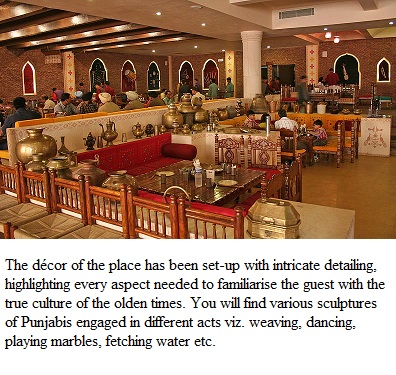 The décor of the place has been set-up with intricate detailing,
highlighting every aspect needed to familiarise the guest with the
true culture of the olden times. You will find various sculptures
of Punjabis engaged in different acts viz. weaving, dancing,
playing marbles, fetching water etc.